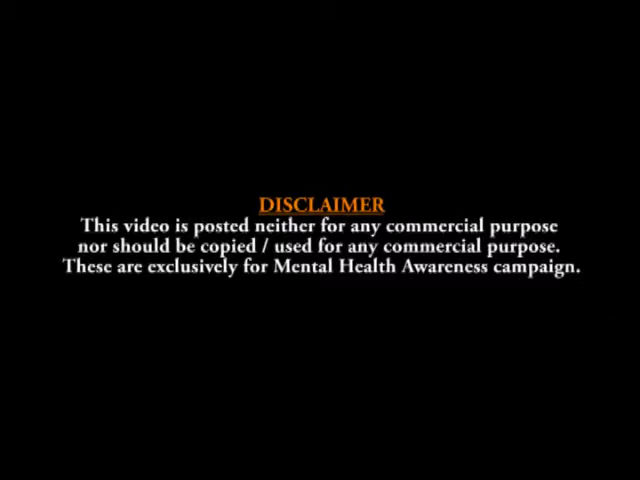 DISCLAIMER
This video is posted neither for any commercial purpose
nor should be copied / used for any commercial purpose.
These are exclusively for Mental Health Awareness campaign.